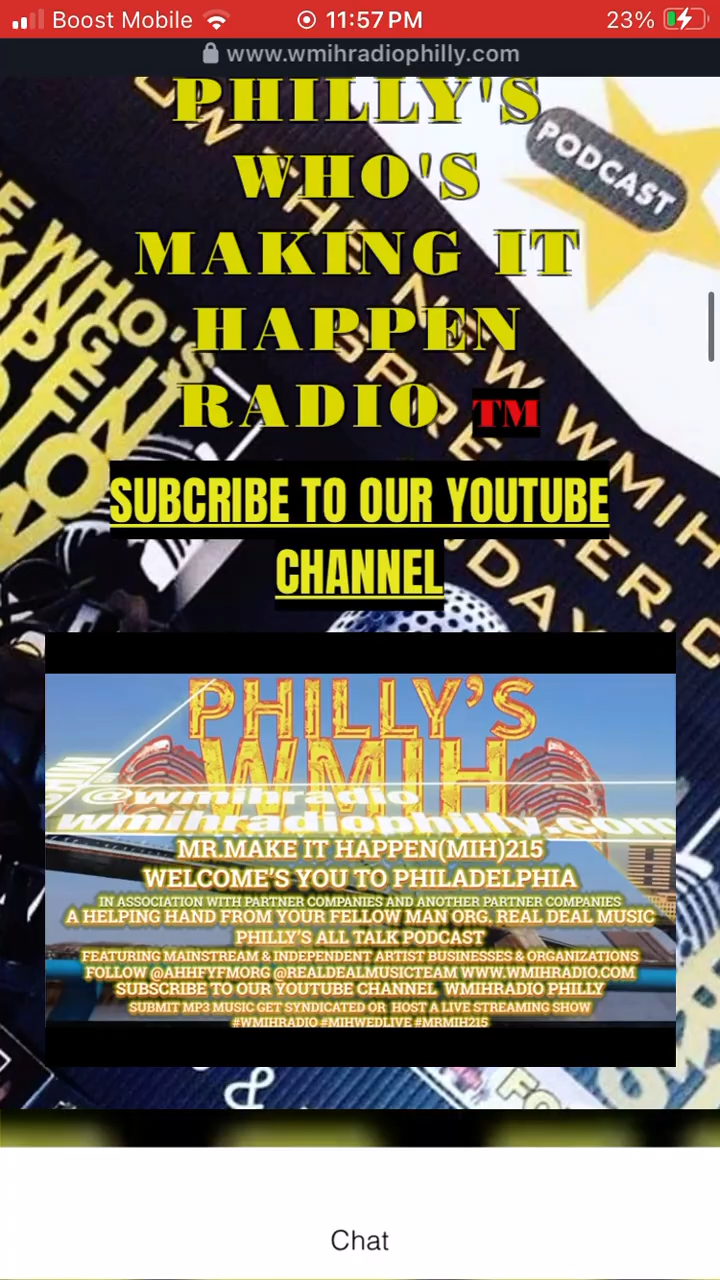 Boost Mobile 11:57 PM 23%
www.wmihradiophilly.com
PHILLY'S
WHO'S
MAKING IT
HAPPEN
RADIO TM
PODCAST
SUBCRIBE TO OUR YOUTUBE
CHANNEL
PHILLY'S
WMIH
@wmihradio
wmihradiophilly.com
MR.MAKE IT HAPPEN(MIH)215
WELCOME'S YOU TO PHILADELPHIA
IN ASSOCIATION WITH PARTNER COMPANIES AND ANOTHER PARTNER COMPANIES
A HELPING HAND FROM YOUR FELLOW MAN ORG. REAL DEAL MUSIC
PHILLY'S ALL TALK PODCAST
FEATURING MAINSTREAM & INDEPENDENT ARTIST BUSINESSES & ORGANIZATIONS
FOLLOW @AHHFYFMORG @REALDEALMUSICTEAM WWW.WMIHRADIO.COM
SUBSCRIBE TO OUR YOUTUBE CHANNEL WMIHRADIO PHILLY
SUBMIT MP3 MUSIC GET SYNDICATED OR HOST A LIVE STREAMING SHOW
#WMIHRADIO #MIHWEDLIVE #MRMIH215
&
Chat